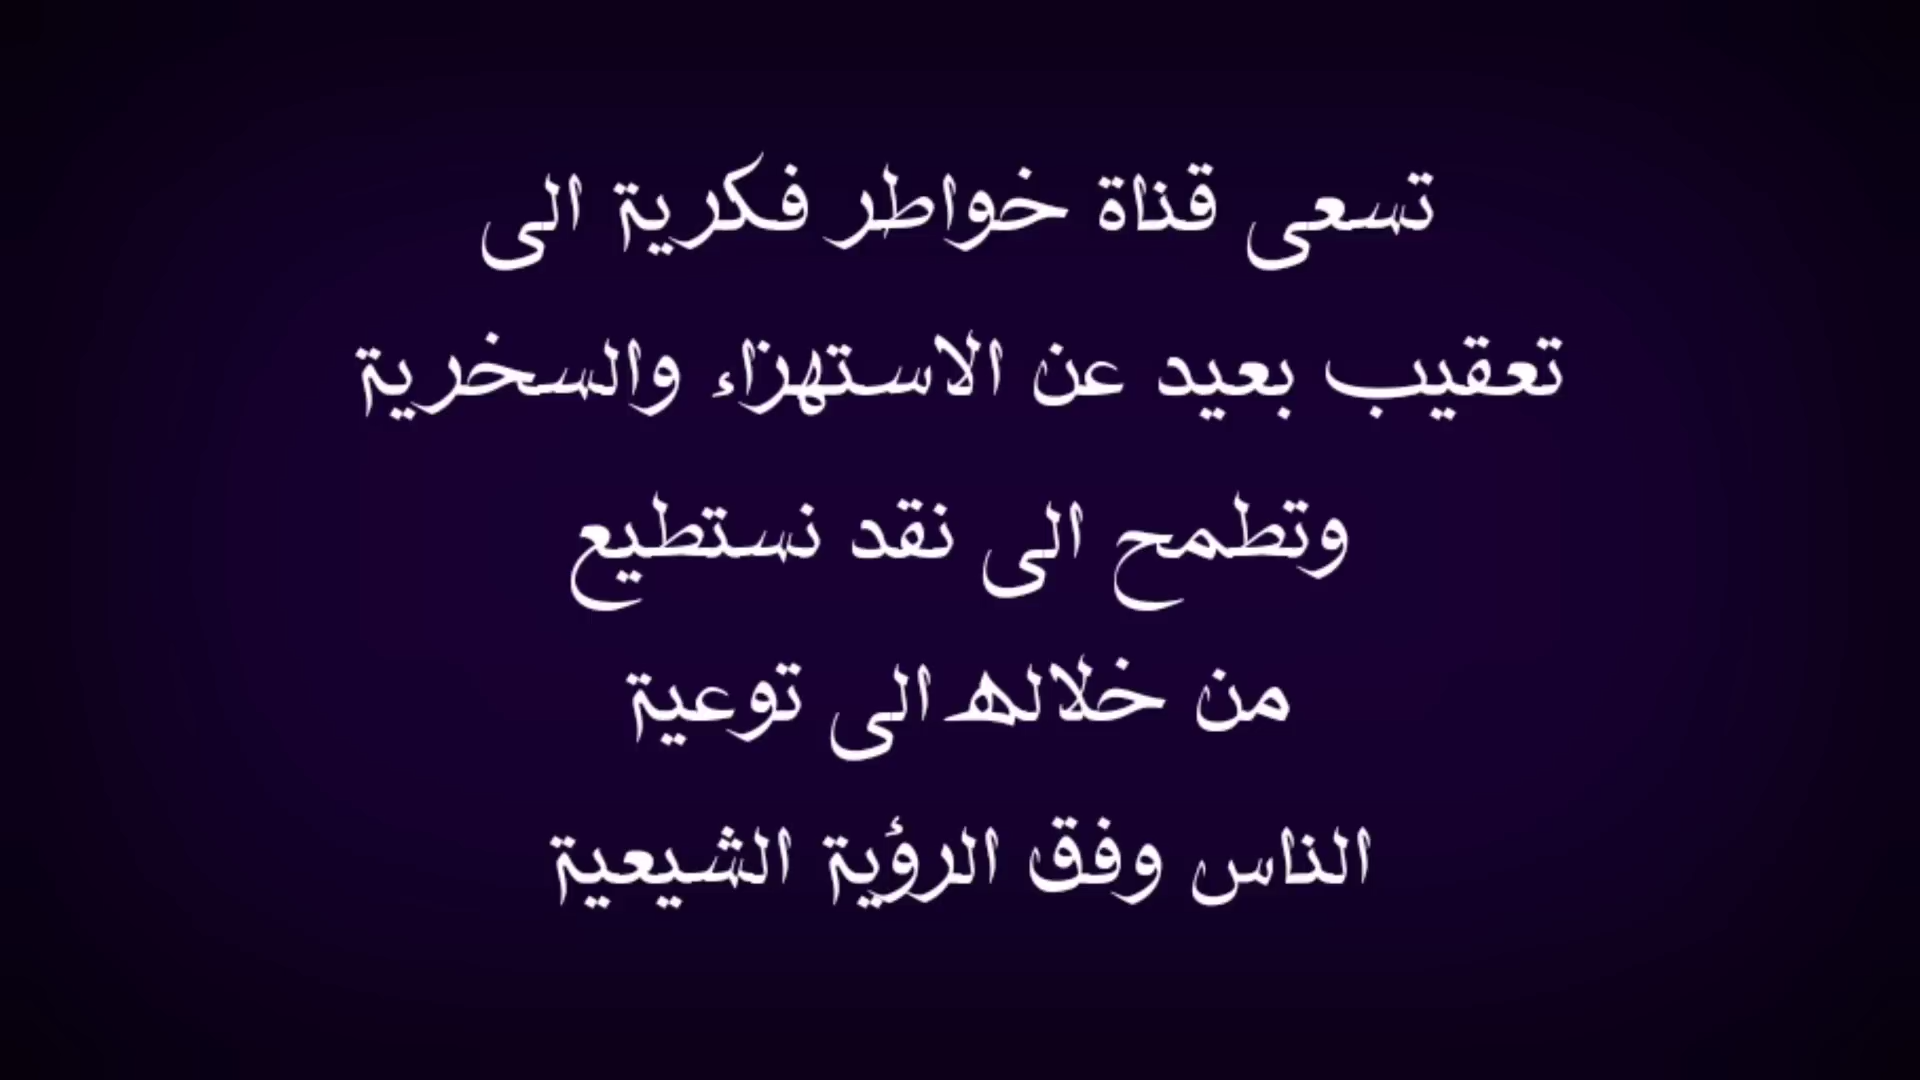 تسعى قناة خواطر فكرية الى
تعقيب بعيد عن الاستهزاء والسخرية
وتطمح الى نقد نستطيع
من خلاله الى توعية
الناس وفق الرؤية الشيعية